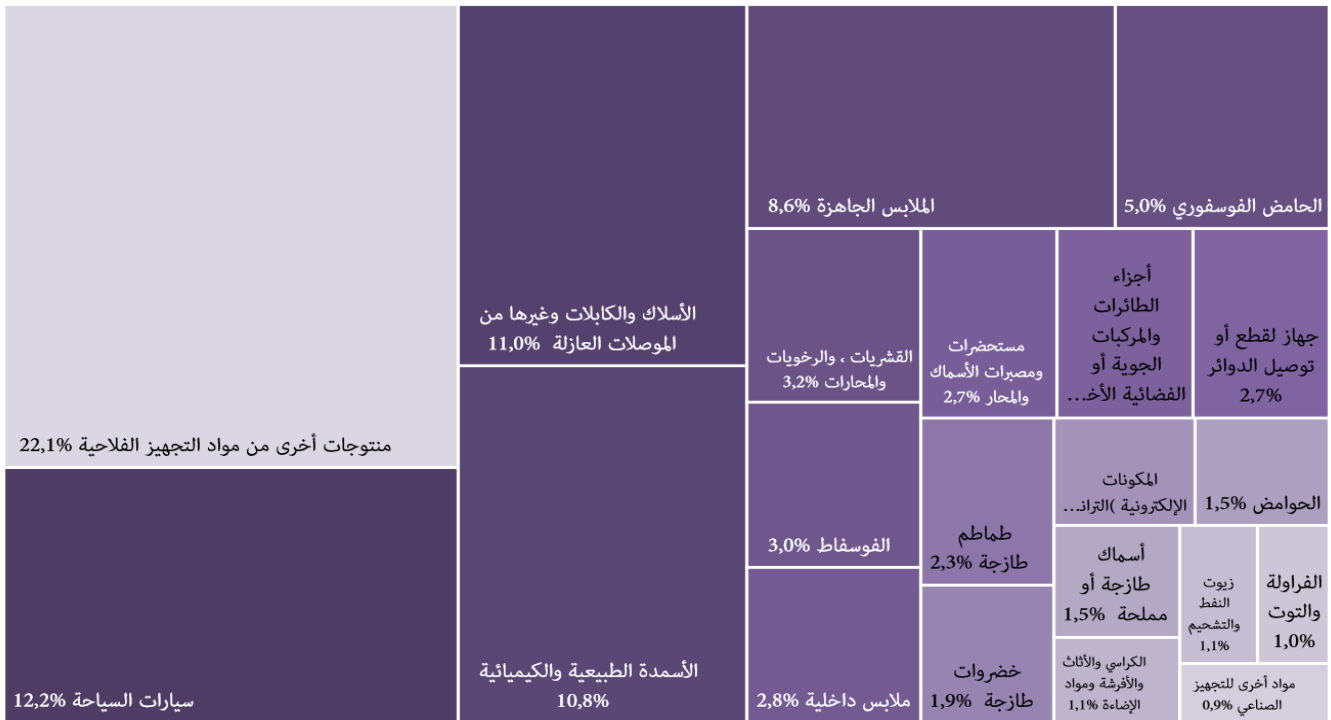 منتوجات أخرى من مواد التجهيز الفلاحية 22,1%
سيارات السياحة 12,2%
الأسلاك والكابلات وغيرها من
الموصلات العازلة 11,0%
الأسمدة الطبيعية والكيميائية
10,8%
الملابس الجاهزة 8,6%
الحامض الفوسفوري 5,0%
القشريات ، والرخويات
والمحارات 3,2%
الفوسفاط 3,0%
ملابس داخلية 2,8%
مستحضرات
ومصبرات الأسماك
والمحار 2,7%
أجزاء
الطائرات
والمركبات
الجوية أو
الفضائية الأخ...
جهاز لقطع أو
توصيل الدوائر
2,7%
طماطم
طازجة 2,3%
خضروات
طازجة 1,9%
المكونات
الإلكترونية )التران...
الحوامض 1,5%
أسماك
طازجة أو
مملحة 1,5%
الكراسي والأثاث
والأفرشة ومواد
الإضاءة 1,1%
زيوت
النفط
والتشحيم
1,1%
الفراولة
والتوت
1,0%
مواد أخرى للتجهيز
الصناعي 0,9%